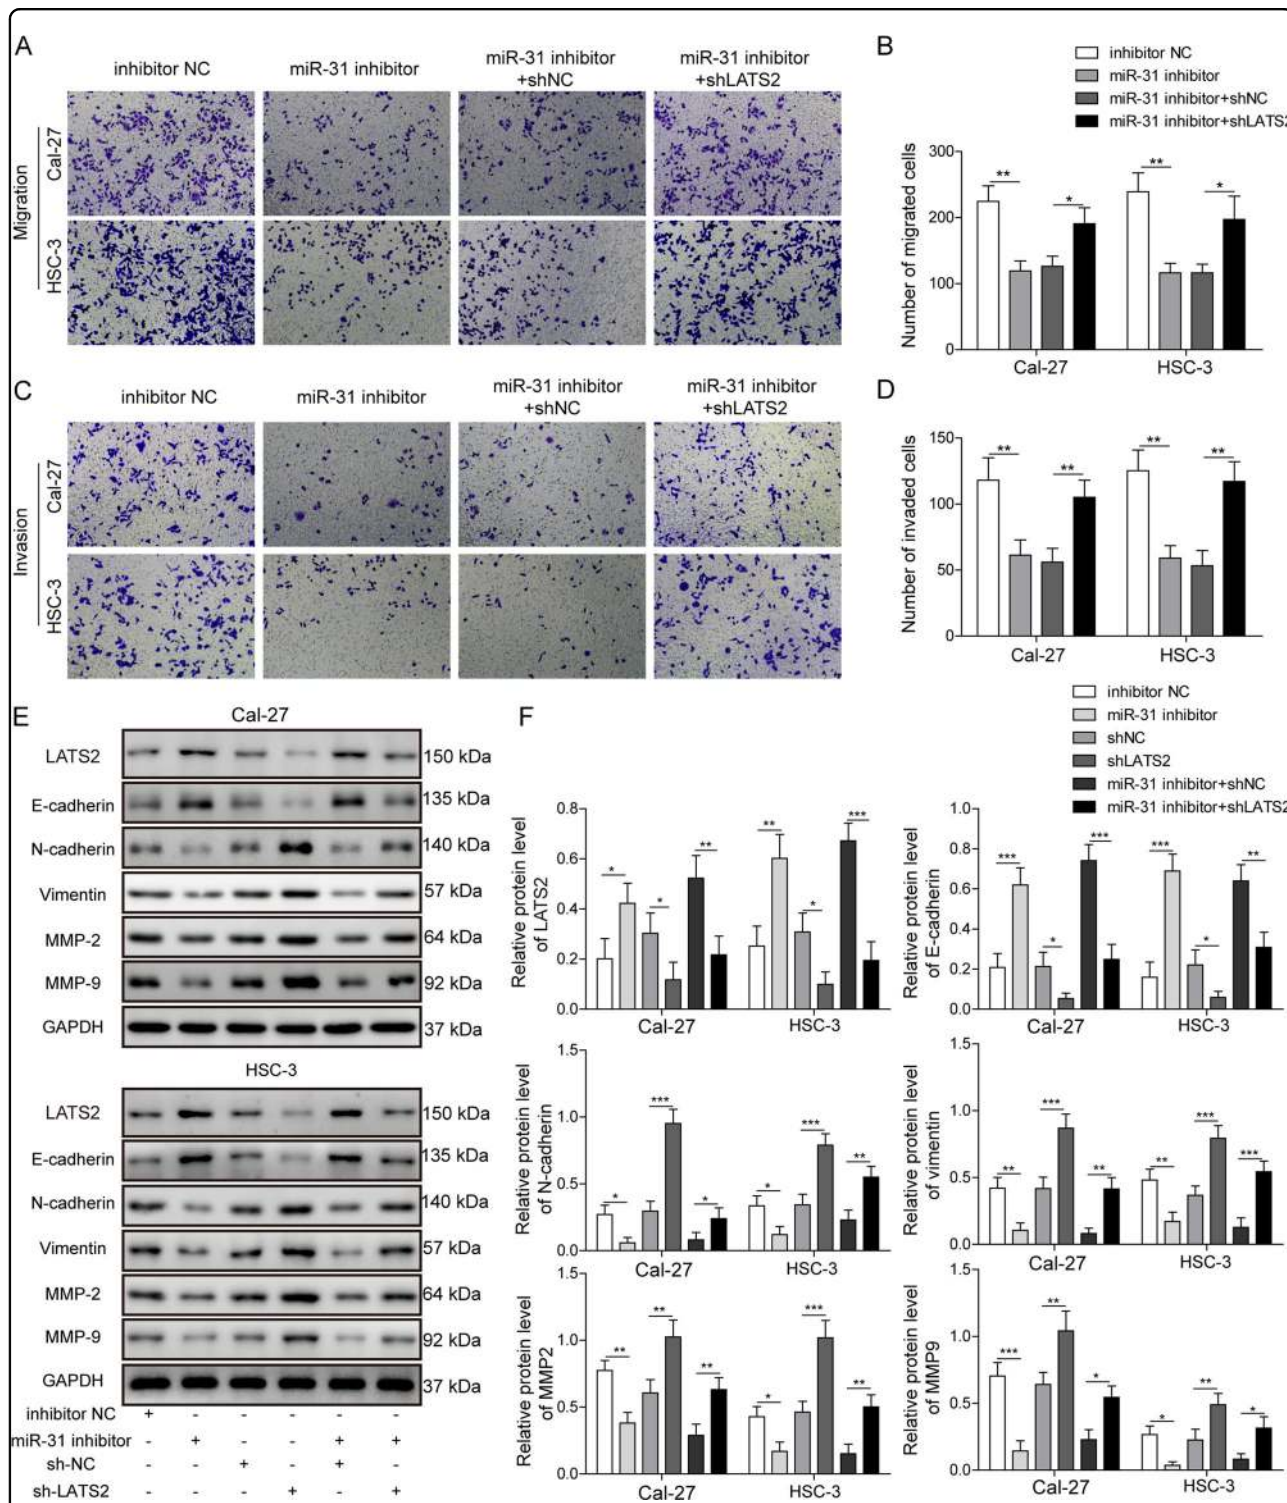 A
inhibitor NC
miR-31 inhibitor
miR-31 inhibitor
+shNC
miR-31 inhibitor
+shLATS2
Migration
Cal-27
HSC-3
B
inhibitor NC
miR-31 inhibitor
miR-31 inhibitor+shNC
miR-31 inhibitor+shLATS2
Number of migrated cells
300
200
100
0
** * ** *
Cal-27 HSC-3
C
inhibitor NC
miR-31 inhibitor
miR-31 inhibitor
+shNC
miR-31 inhibitor
+shLATS2
Invasion
Cal-27
HSC-3
D
Number of invaded cells
150
100
50
0
** ** ** **
Cal-27 HSC-3
E
Cal-27
LATS2 150 kDa
E-cadherin 135 kDa
N-cadherin 140 kDa
Vimentin 57 kDa
MMP-2 64 kDa
MMP-9 92 kDa
GAPDH 37 kDa
HSC-3
LATS2 150 kDa
E-cadherin 135 kDa
N-cadherin 140 kDa
Vimentin 57 kDa
MMP-2 64 kDa
MMP-9 92 kDa
GAPDH 37 kDa
inhibitor NC + - - - - -
miR-31 inhibitor - + - - + +
sh-NC - - + - + -
sh-LATS2 - - - + - +
F
inhibitor NC
miR-31 inhibitor
shNC
shLATS2
miR-31 inhibitor+shNC
miR-31 inhibitor+shLATS2
Relative protein level
of LATS2
0.8
0.6
0.4
0.2
0.0
* * ** ** * ***
Cal-27 HSC-3
Relative protein level
of E-cadherin
1.0
0.8
0.6
0.4
0.2
0.0
*** * *** *** * **
Cal-27 HSC-3
Relative protein level
of N-cadherin
1.5
1.0
0.5
0.0
* *** * * *** **
Cal-27 HSC-3
Relative protein level
of vimentin
1.5
1.0
0.5
0.0
** *** ** ** *** ***
Cal-27 HSC-3
Relative protein level
of MMP2
1.5
1.0
0.5
0.0
** ** ** * *** **
Cal-27 HSC-3
Relative protein level
of MMP9
1.5
1.0
0.5
0.0
*** ** * * ** *
Cal-27 HSC-3